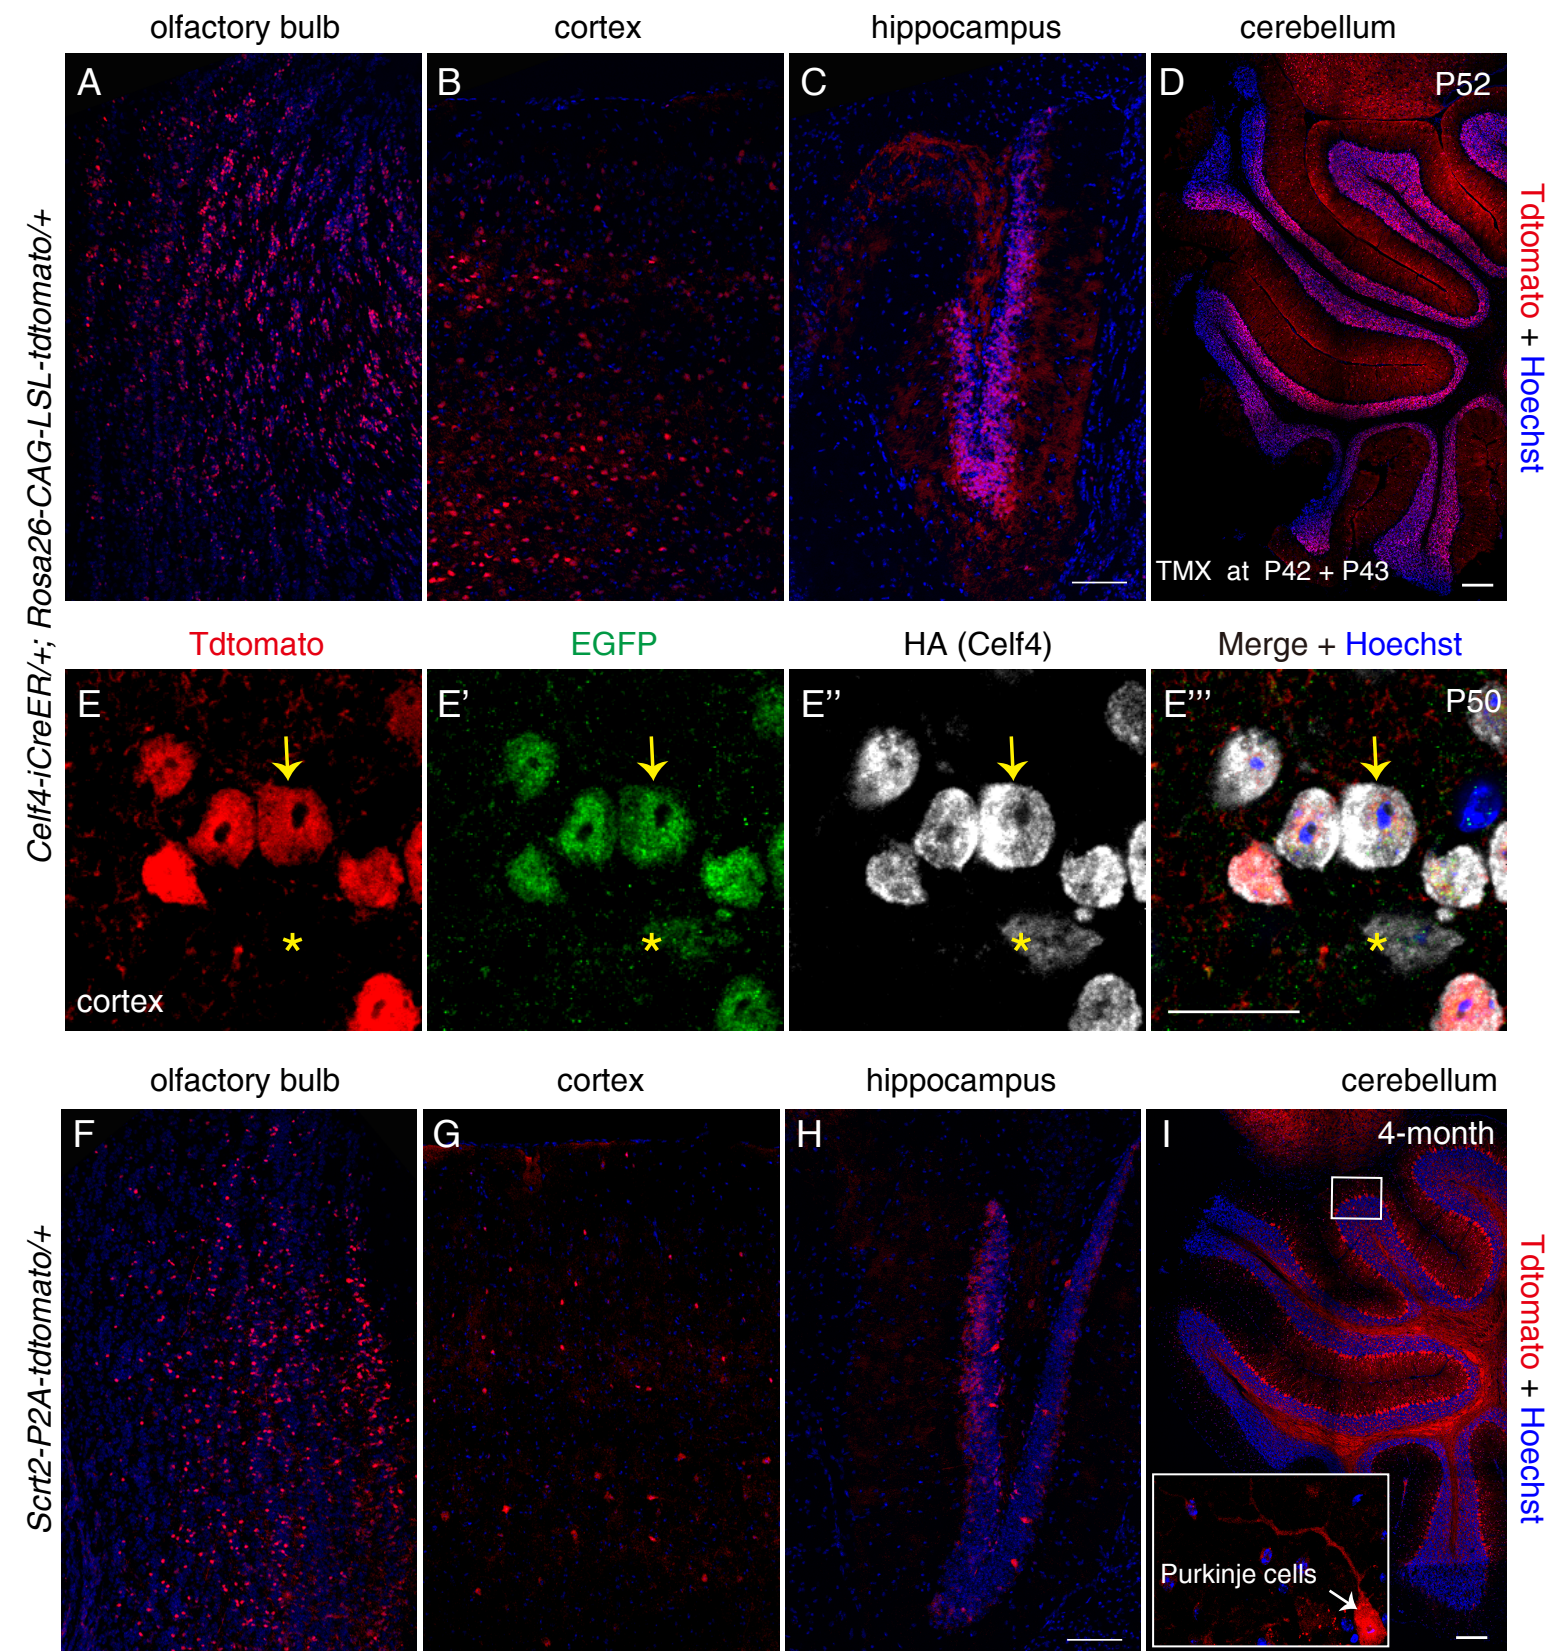 olfactory bulb
cortex
hippocampus
cerebellum
A
B
C
D
P52
TMX at P42 + P43
Celf4-iCreER/+; Rosa26-CAG-LSL-tdtomato/+
Tdtomato + Hoechst
Tdtomato
EGFP
HA (Celf4)
Merge + Hoechst
E
E’
E’’
E’’’
P50
*
*
*
*
cortex
olfactory bulb
cortex
hippocampus
cerebellum
F
G
H
I
4-month
Scrt2-P2A-tdtomato/+
Tdtomato + Hoechst
Purkinje cells